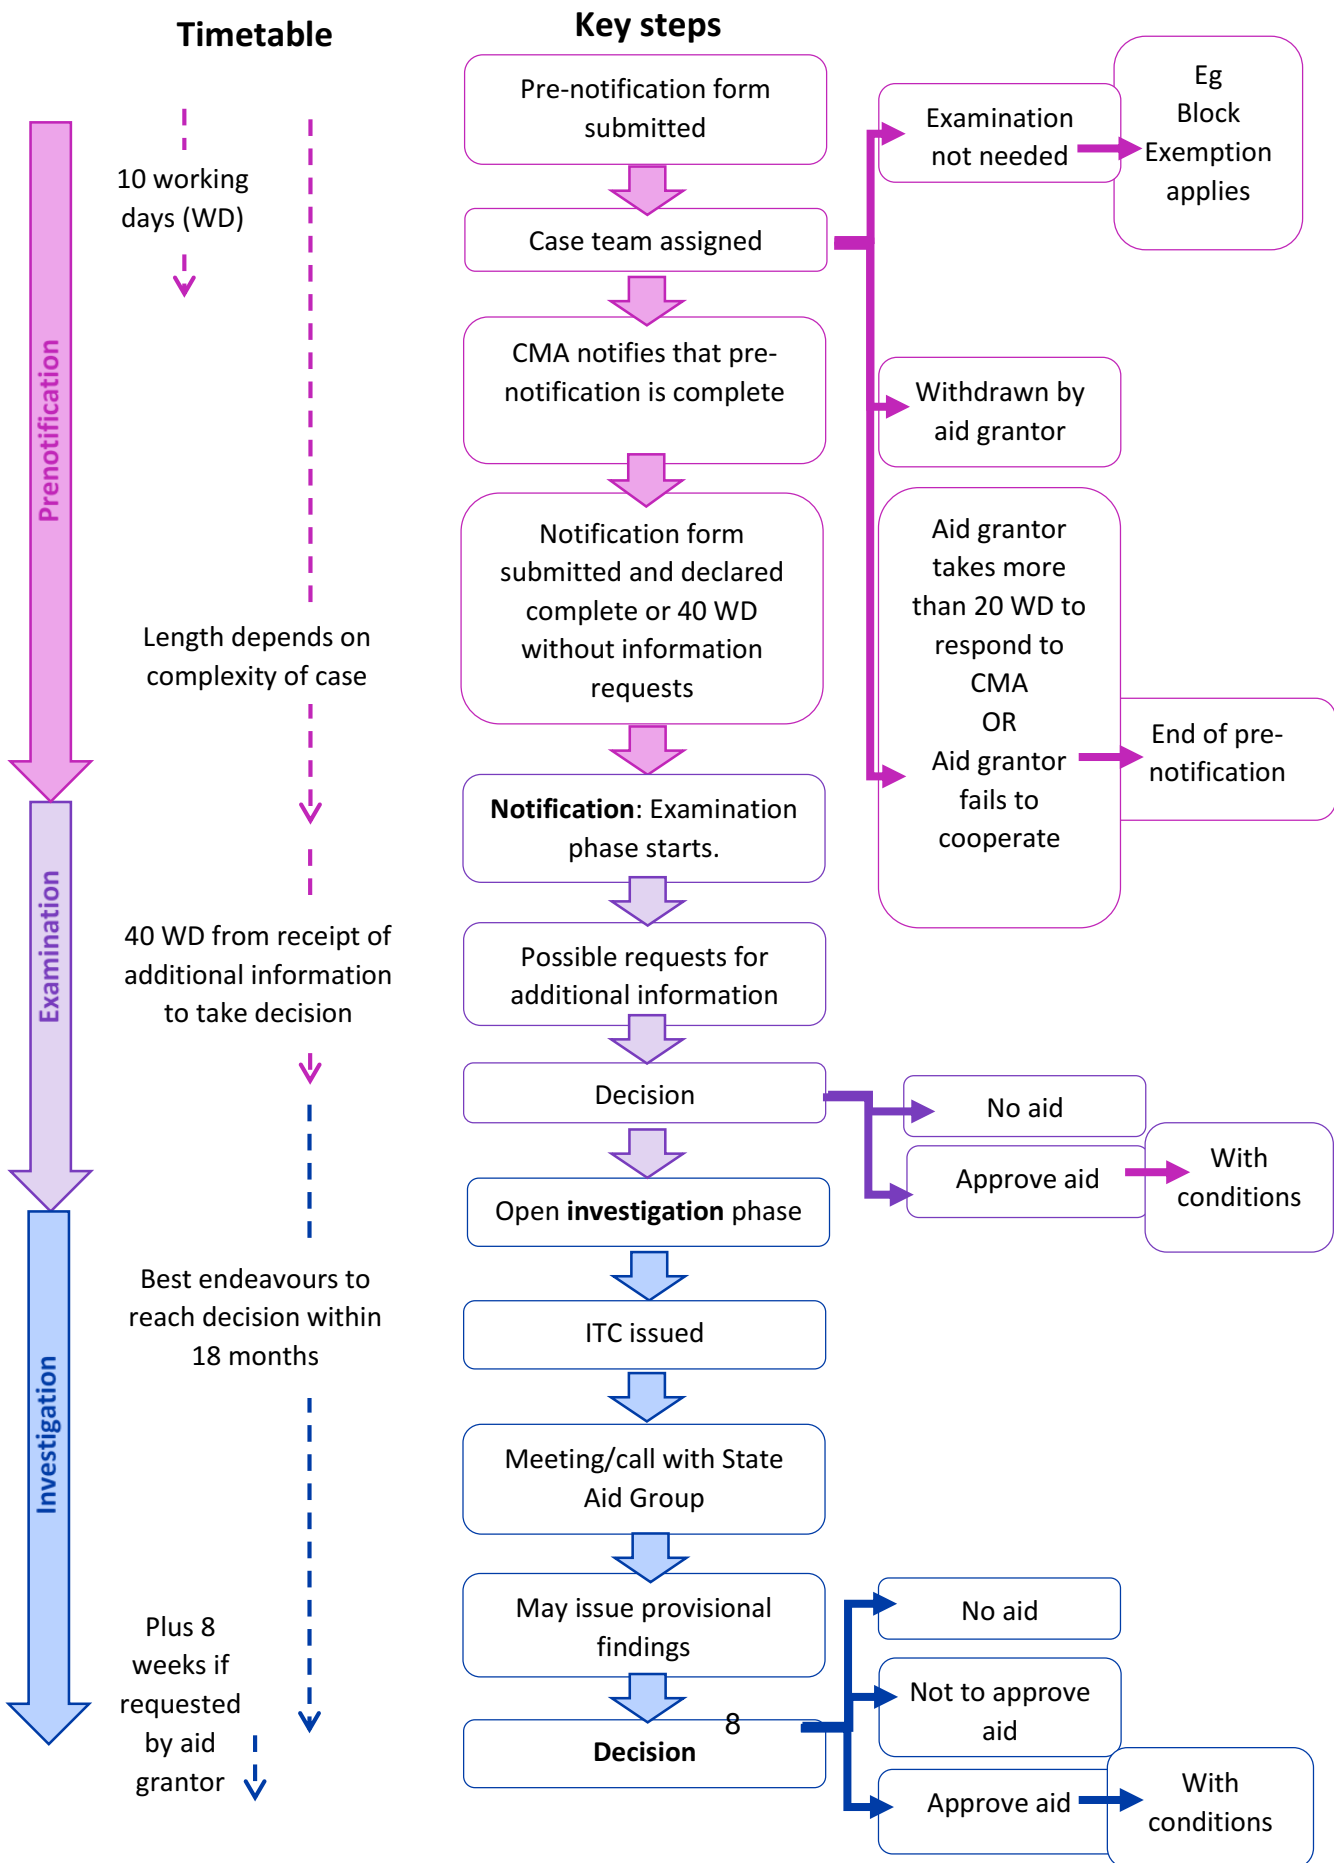 Timetable
Key steps
Prenotification
10 working
days (WD)
Length depends on
complexity of case
Pre-notification form
submitted
Case team assigned
CMA notifies that pre-
notification is complete
Notification form
submitted and declared
complete or 40 WD
without information
requests
Examination
not needed
Eg
Block
Exemption
applies
Withdrawn by
aid grantor
Aid grantor
takes more
than 20 WD to
respond to
CMA
OR
Aid grantor
fails to
cooperate
End of pre-
notification
Examination
40 WD from receipt of
additional information
to take decision
Notification: Examination
phase starts.
Possible requests for
additional information
Decision
No aid
Approve aid
With
conditions
Investigation
Best endeavours to
reach decision within
18 months
Plus 8
weeks if
requested
by aid
grantor
Open investigation phase
ITC issued
Meeting/call with State
Aid Group
May issue provisional
findings
8
Decision
No aid
Not to approve
aid
Approve aid
With
conditions